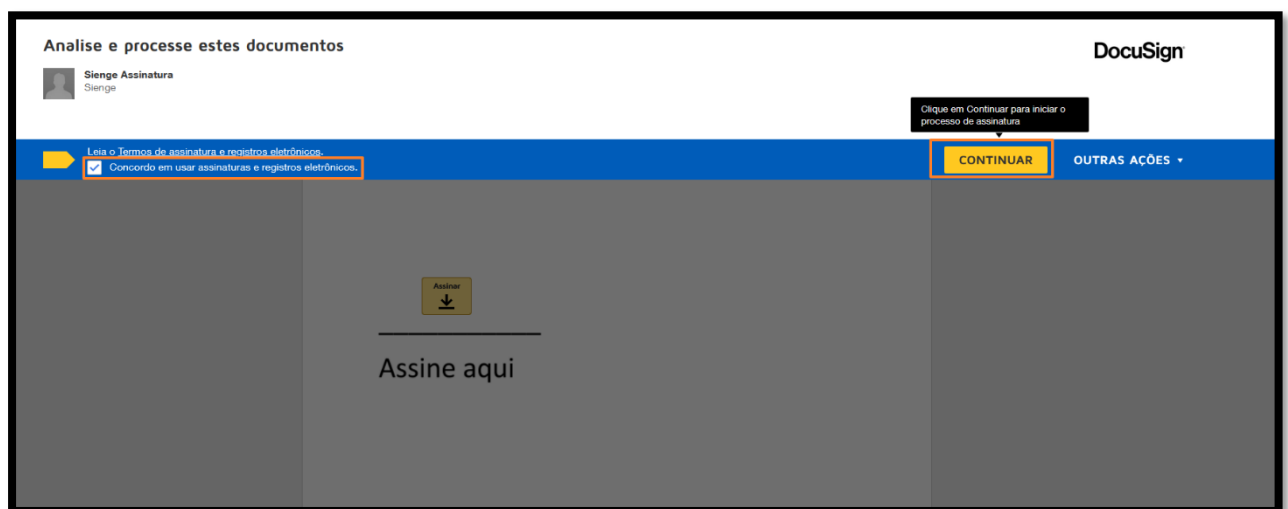 Analise e processe estes documentos
DocuSign
Sienge Assinatura
Sienge
Clique em Continuar para iniciar o
processo de assinatura
Leia o Termos de assinatura e registros eletrônicos.
Concordo em usar assinaturas e registros eletrônicos.
CONTINUAR
OUTRAS AÇÕES
Assinar
Assine aqui